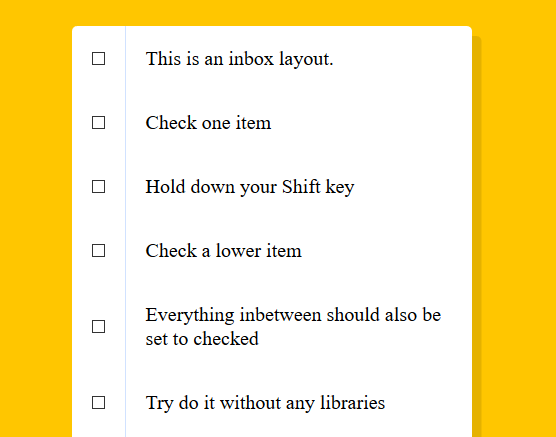 This is an inbox layout.
Check one item
Hold down your Shift key
Check a lower item
Everything inbetween should also be
set to checked
Try do it without any libraries